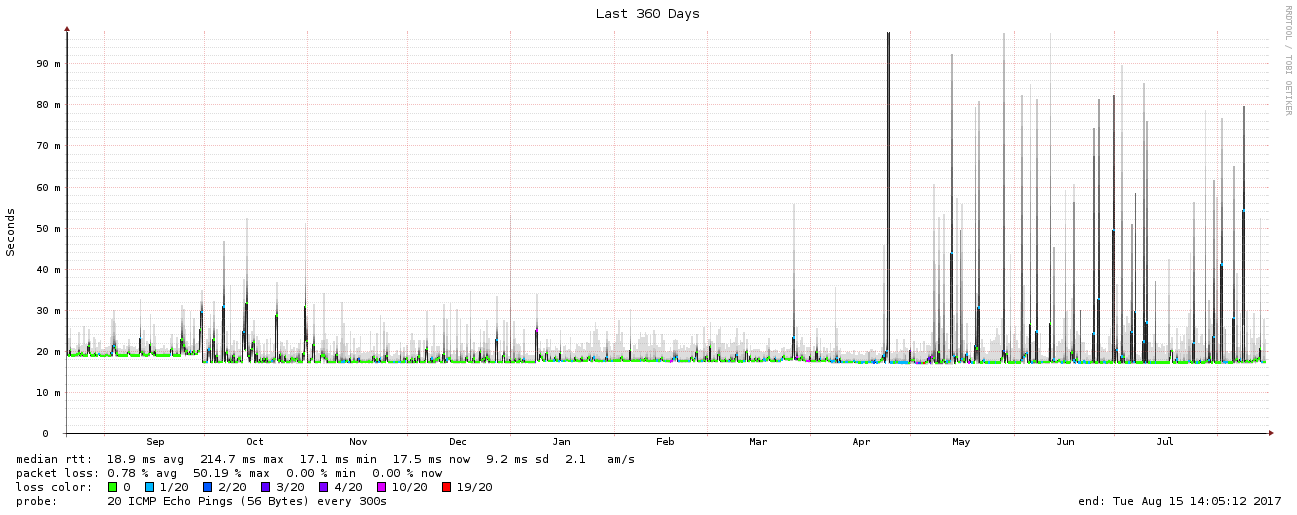 Last 360 Days
RRDTOOL / TOBI OETIKER
Seconds
90 m
80 m
70 m
60 m
50 m
40 m
30 m
20 m
10 m
0
Sep Oct Nov Dec Jan Feb Mar Apr May Jun Jul
median rtt: 18.9 ms avg 214.7 ms max 17.1 ms min 17.5 ms now 9.2 ms sd 2.1 am/s
packet loss: 0.78 % avg 50.19 % max 0.00 % min 0.00 % now
loss color: 0 1/20 2/20 3/20 4/20 10/20 19/20
probe: 20 ICMP Echo Pings (56 Bytes) every 300s end: Tue Aug 15 14:05:12 2017